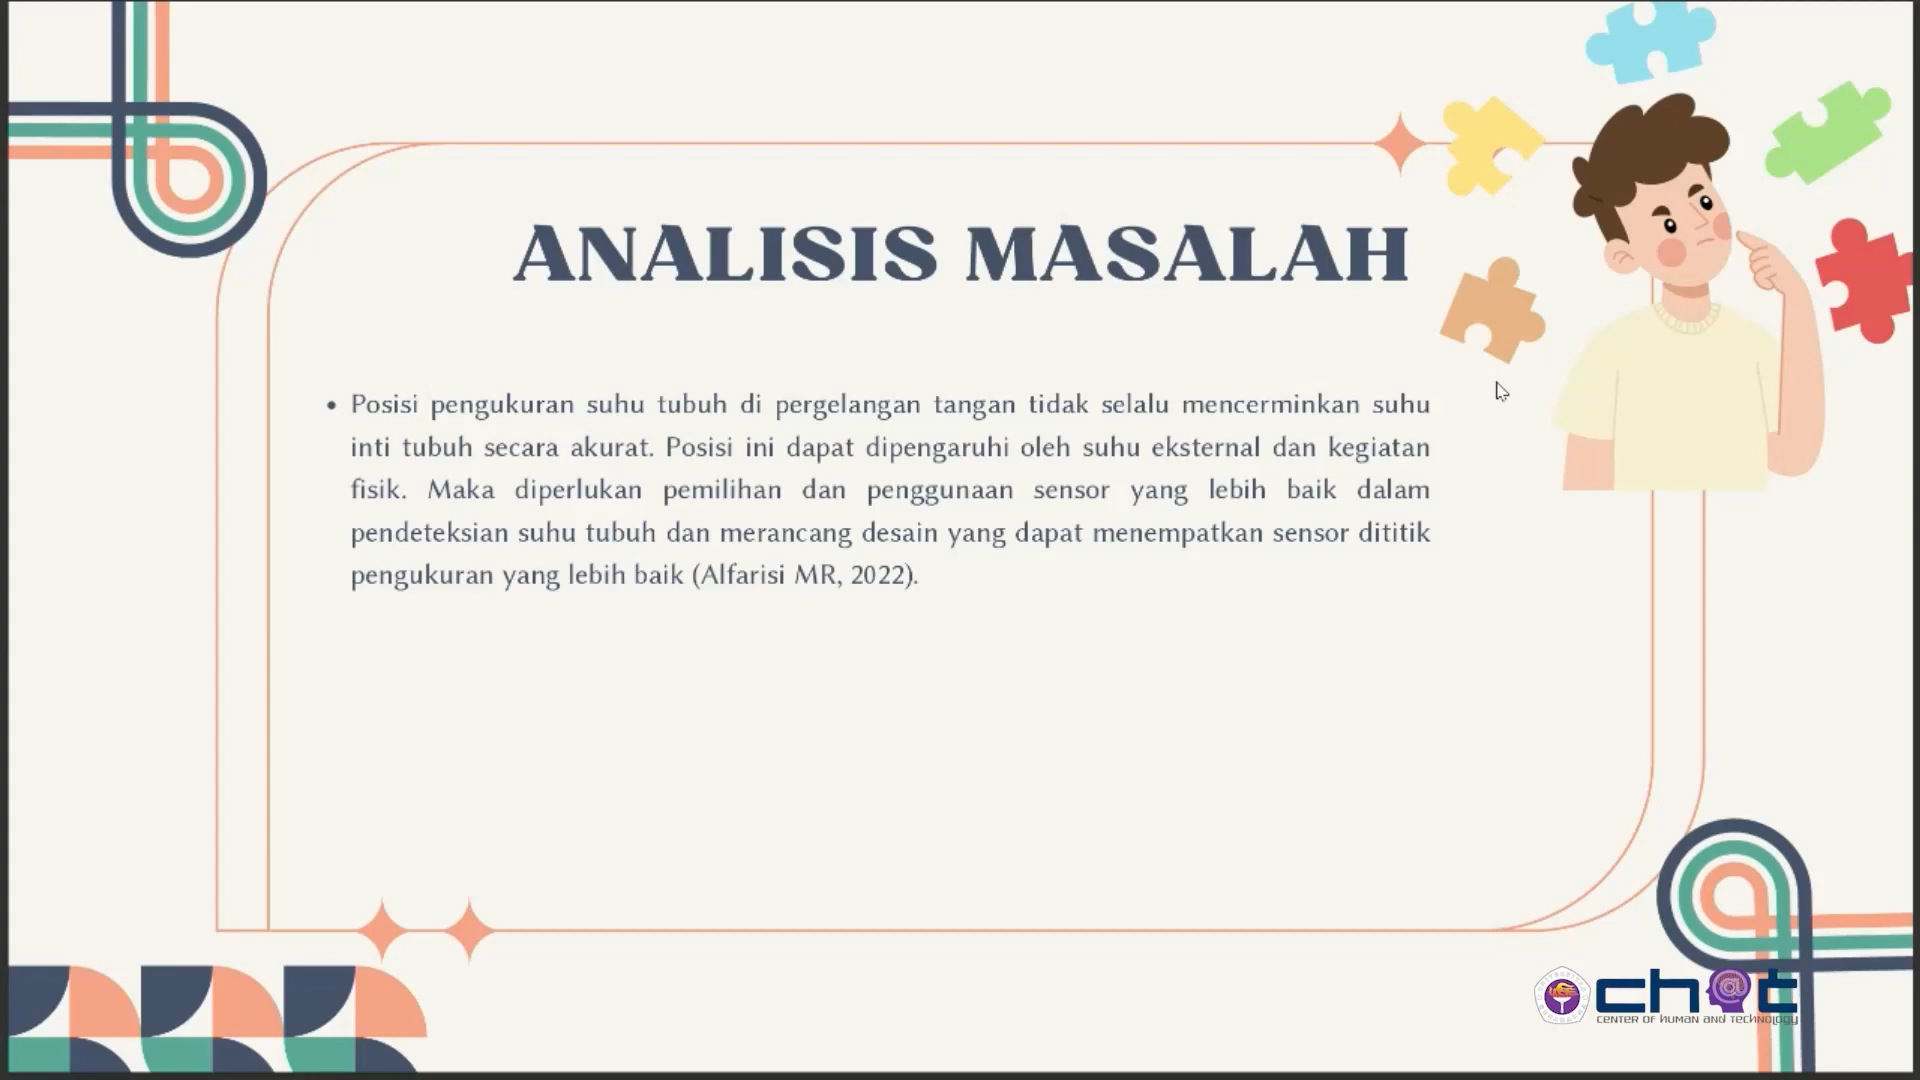 ANALISIS MASALAH
• Posisi pengukuran suhu tubuh di pergelangan tangan tidak selalu mencerminkan suhu
inti tubuh secara akurat. Posisi ini dapat dipengaruhi oleh suhu eksternal dan kegiatan
fisik. Maka diperlukan pemilihan dan penggunaan sensor yang lebih baik dalam
pendeteksian suhu tubuh dan merancang desain yang dapat menempatkan sensor dititik
pengukuran yang lebih baik (Alfarisi MR, 2022).
ch@t
CENTER OF HUMAN AND TECHNOLOGY